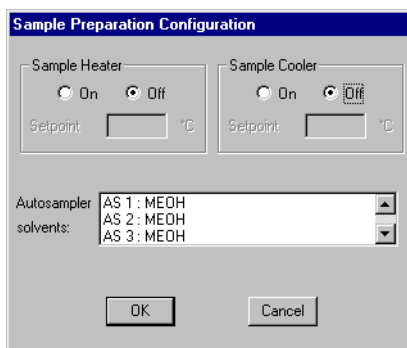 Sample Preparation Configuration
Sample Heater
On Off
Setpoint °C
Sample Cooler
On Off
Setpoint °C
Autosampler solvents:
AS 1 : MEOH
AS 2 : MEOH
AS 3 : MEOH
OK Cancel